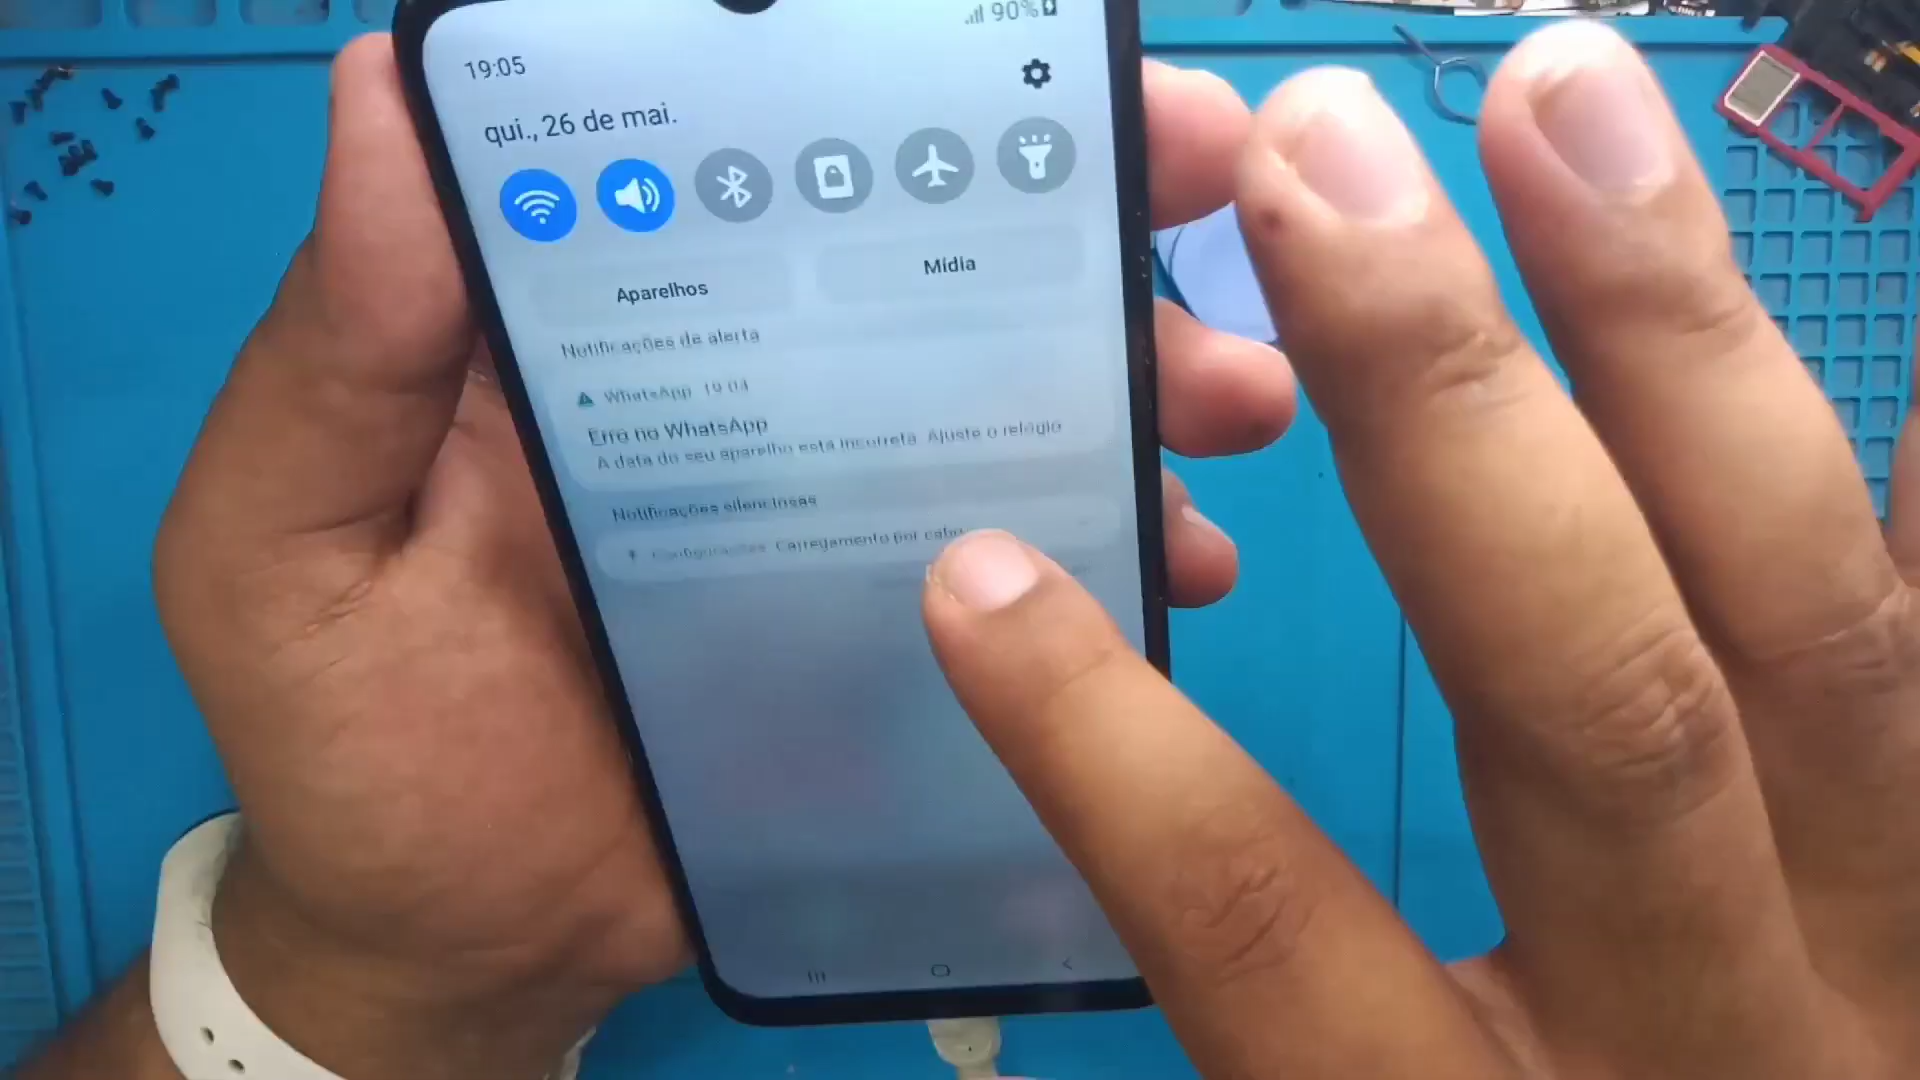 90%
19:05
qui., 26 de mai.
Aparelhos
Mídia
Notificações de alerta
WhatsApp 19:04
Erro no WhatsApp
A data do seu aparelho está incorreta. Ajuste o relógio
Notificações silenciosas
Configurações Carregamento por cabo